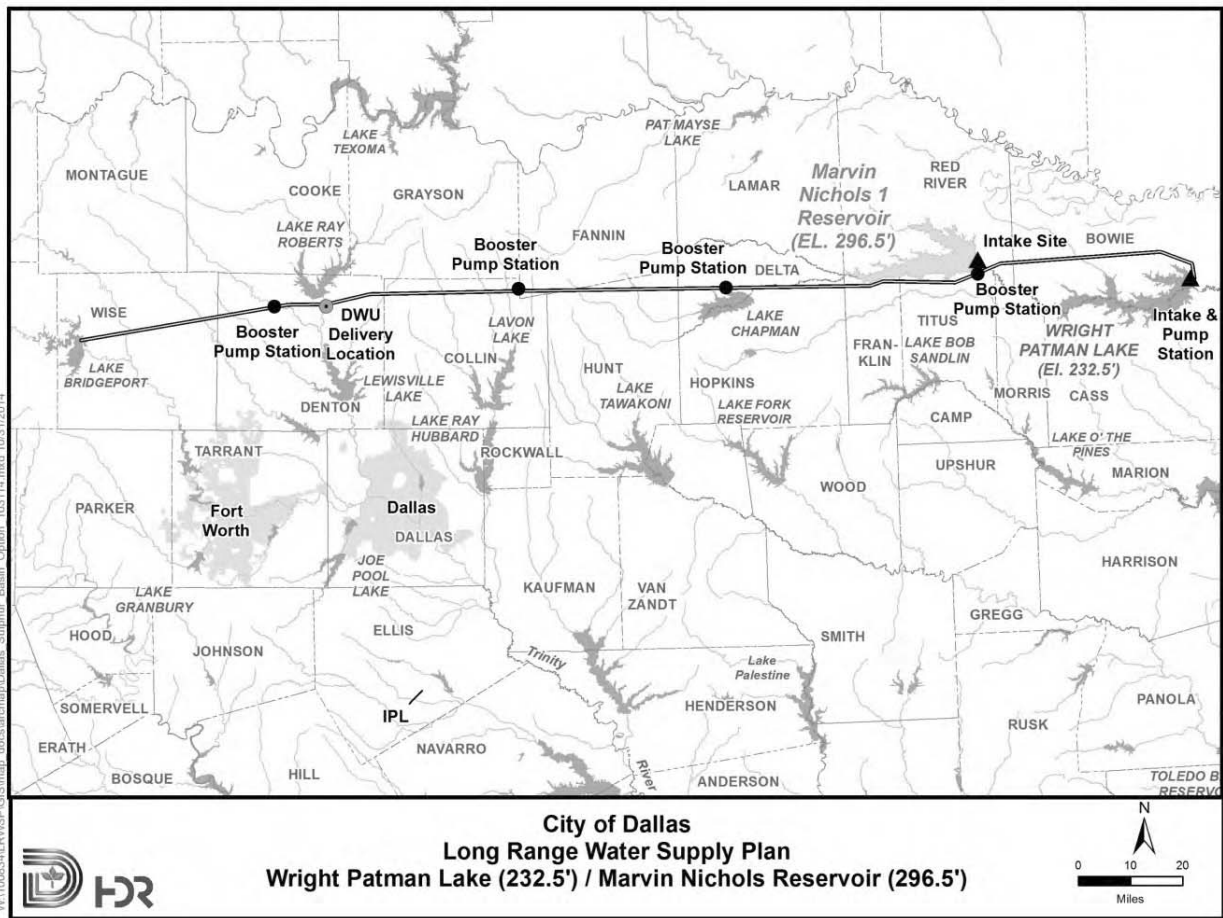 LAKE
TEXOMA
PAT MAYSE
LAKE
MONTAGUE
COOKE
GRAYSON
LAMAR
RED
RIVER
Marvin
Nichols 1
Reservoir
(EL. 296.5')
LAKE RAY
ROBERTS
FANNIN
Booster
Pump Station
Booster
Pump Station
DELTA
Intake Site
BOWIE
WISE
Booster
Pump Station
DWU
Delivery
Location
LAVON
LAKE
LAKE
CHAPMAN
Booster
Pump Station
TITUS
WRIGHT
PATMAN LAKE
(El. 232.5')
Intake &
Pump
Station
LAKE
BRIDGEPORT
COLLIN
HUNT
FRAN-
KLIN
LAKE BOB
SANDLIN
DENTON
LEWISVILLE
LAKE
LAKE
TAWAKONI
HOPKINS
LAKE FORK
RESERVOIR
MORRIS
CASS
CAMP
LAKE RAY
HUBBARD
ROCKWALL
TARRANT
LAKE O' THE
PINES
MARION
UPSHUR
WOOD
PARKER
Fort
Worth
Dallas
DALLAS
HARRISON
JOE
POOL
LAKE
KAUFMAN
VAN
ZANDT
LAKE
GRANBURY
HOOD
JOHNSON
ELLIS
SMITH
GREGG
Trinity
Lake
Palestine
SOMERVELL
IPL
HENDERSON
RUSK
PANOLA
ERATH
BOSQUE
HILL
NAVARRO
River
ANDERSON
TOLEDO B
RESERVO
City of Dallas
Long Range Water Supply Plan
Wright Patman Lake (232.5') / Marvin Nichols Reservoir (296.5')
HDR
N
0 10 20
Miles